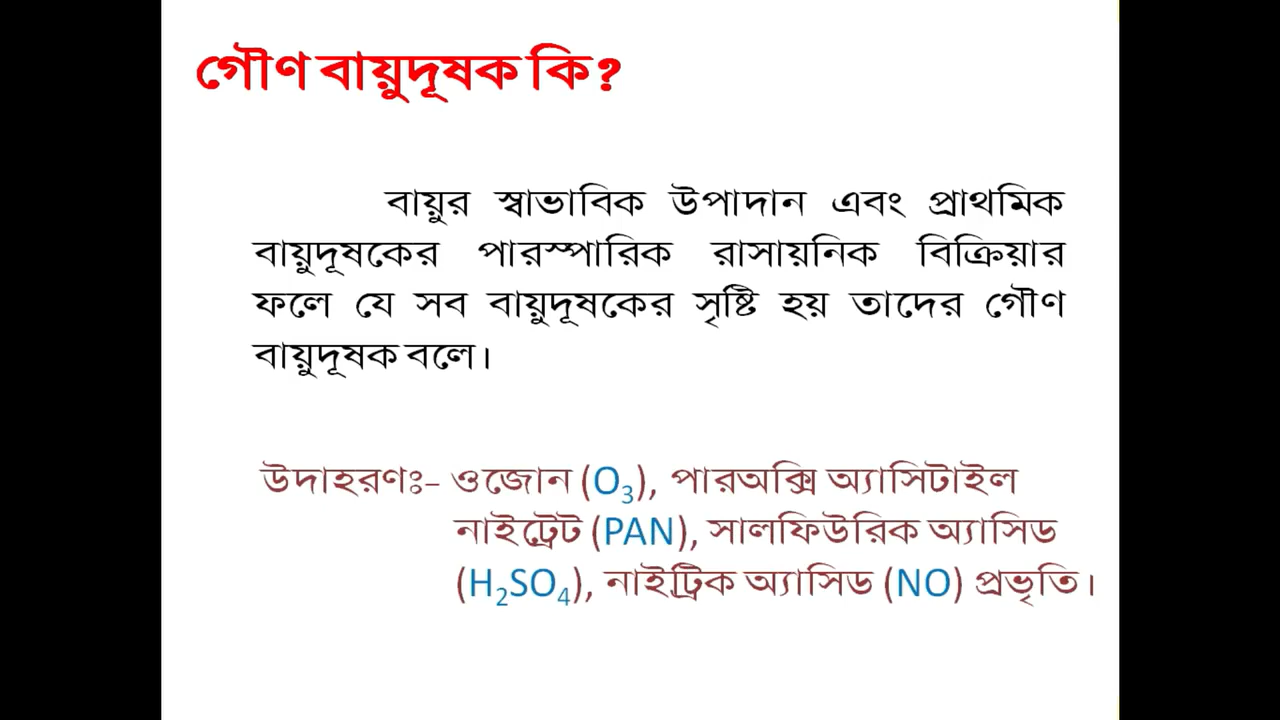 গৌণ বায়ুদূষক কি?
বায়ুর স্বাভাবিক উপাদান এবং প্রাথমিক
বায়ুদূষকের পারস্পারিক রাসায়নিক বিক্রিয়ার
ফলে যে সব বায়ুদূষকের সৃষ্টি হয় তাদের গৌণ
বায়ুদূষক বলে।
উদাহরণঃ- ওজোন (O₃), পারঅক্সি অ্যাসিটাইল
নাইট্রেট (PAN), সালফিউরিক অ্যাসিড
(H₂SO₄), নাইট্রিক অ্যাসিড (NO) প্রভৃতি।